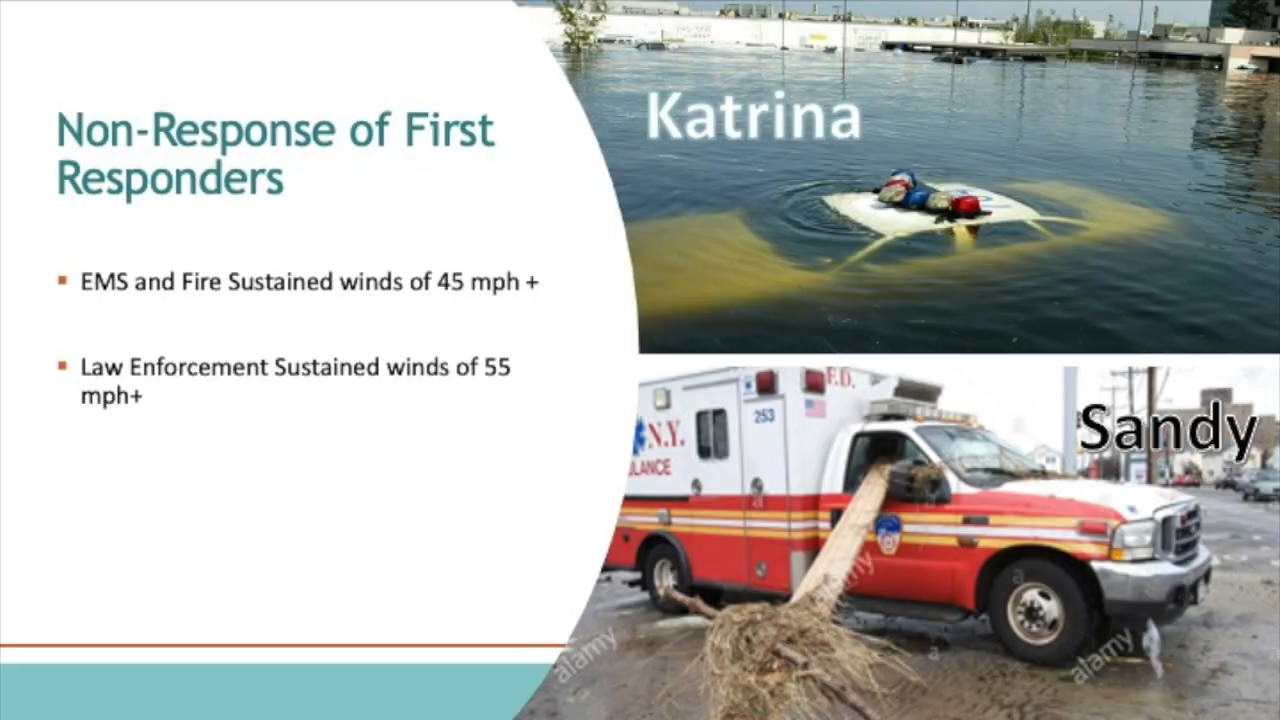 Non-Response of First
Responders
EMS and Fire Sustained winds of 45 mph +
Law Enforcement Sustained winds of 55
mph+
Katrina
Sandy
F.D.
253
N.Y.
ULANCE
alamy
alamy
alamy
a
a
a